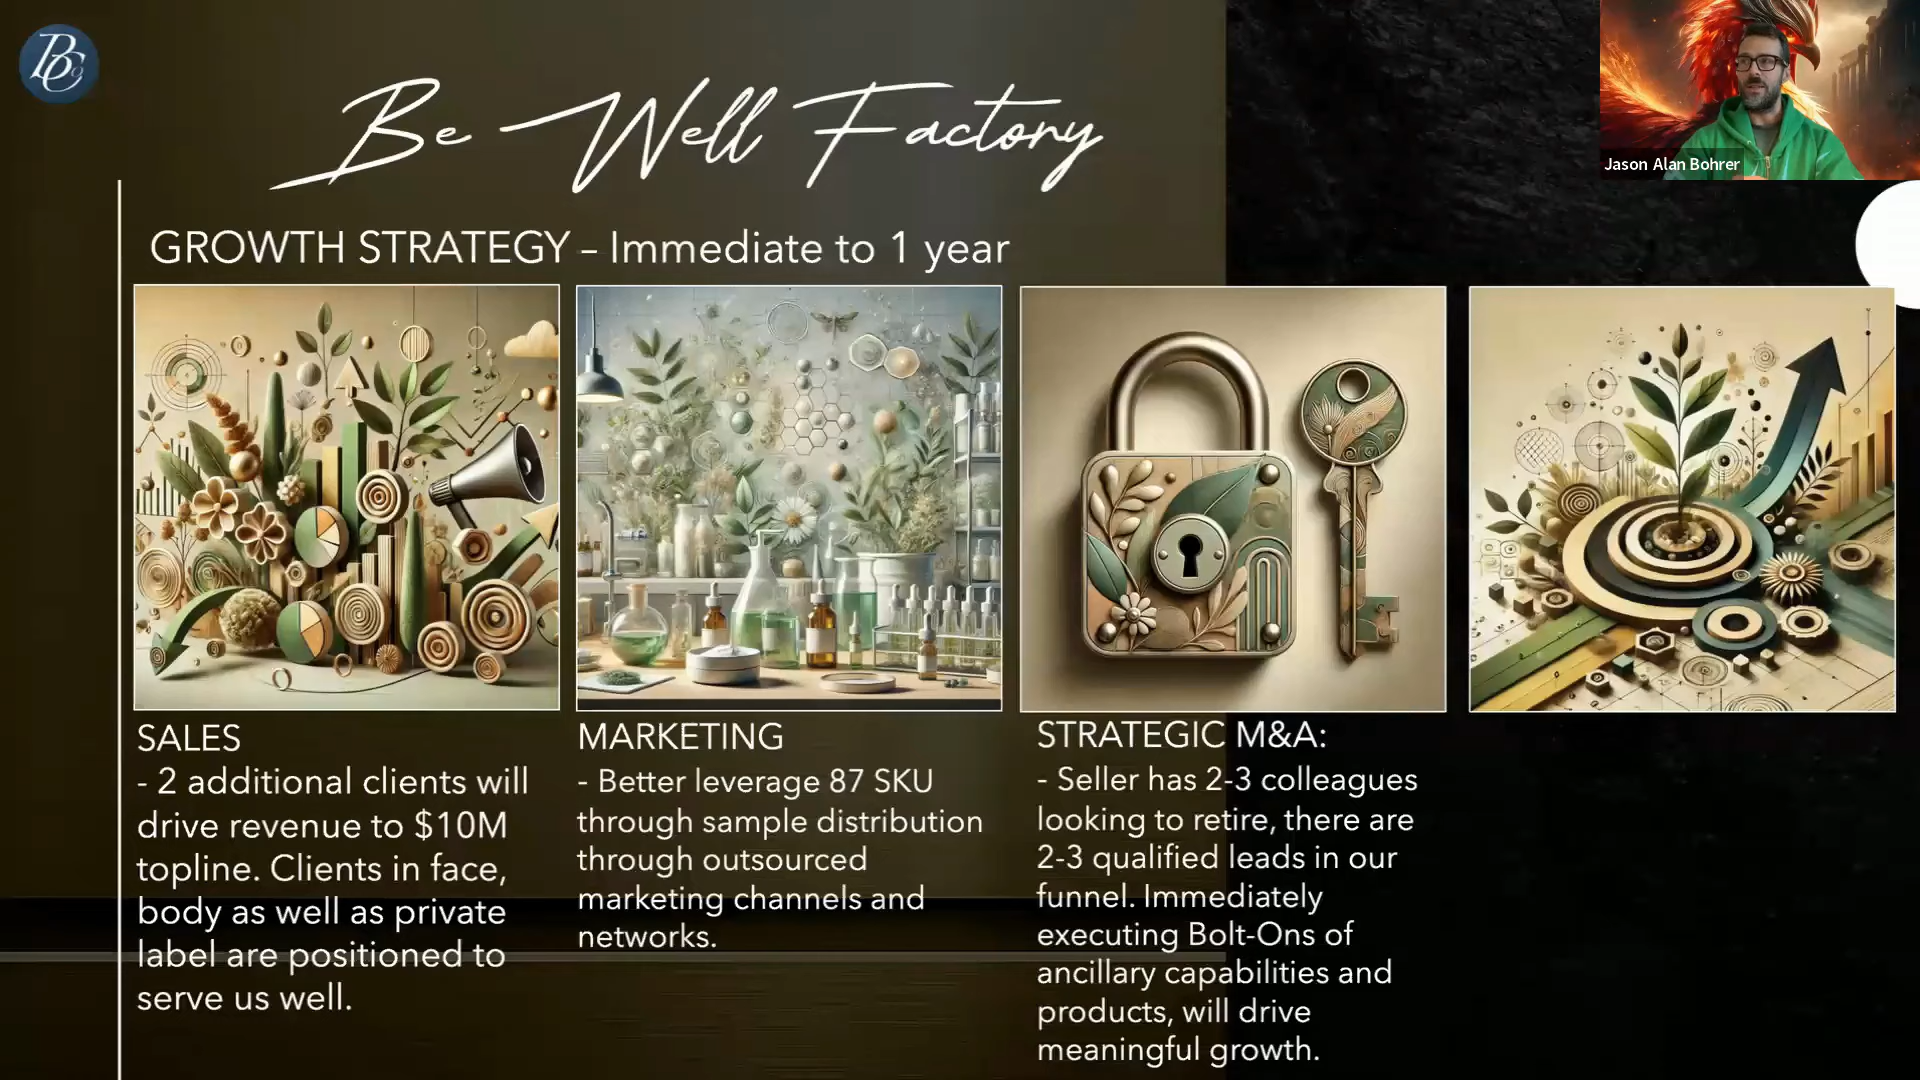 BC9
Be Well Factory
Jason Alan Bohrer
GROWTH STRATEGY – Immediate to 1 year
SALES
- 2 additional clients will
drive revenue to $10M
topline. Clients in face,
body as well as private
label are positioned to
serve us well.
MARKETING
- Better leverage 87 SKU
through sample distribution
through outsourced
marketing channels and
networks.
STRATEGIC M&A:
- Seller has 2-3 colleagues
looking to retire, there are
2-3 qualified leads in our
funnel. Immediately
executing Bolt-Ons of
ancillary capabilities and
products, will drive
meaningful growth.